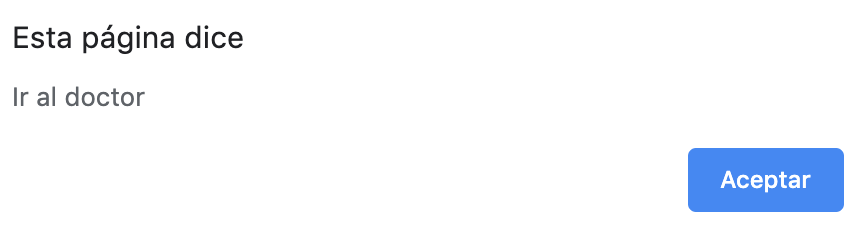 Esta página dice
Ir al doctor
Aceptar